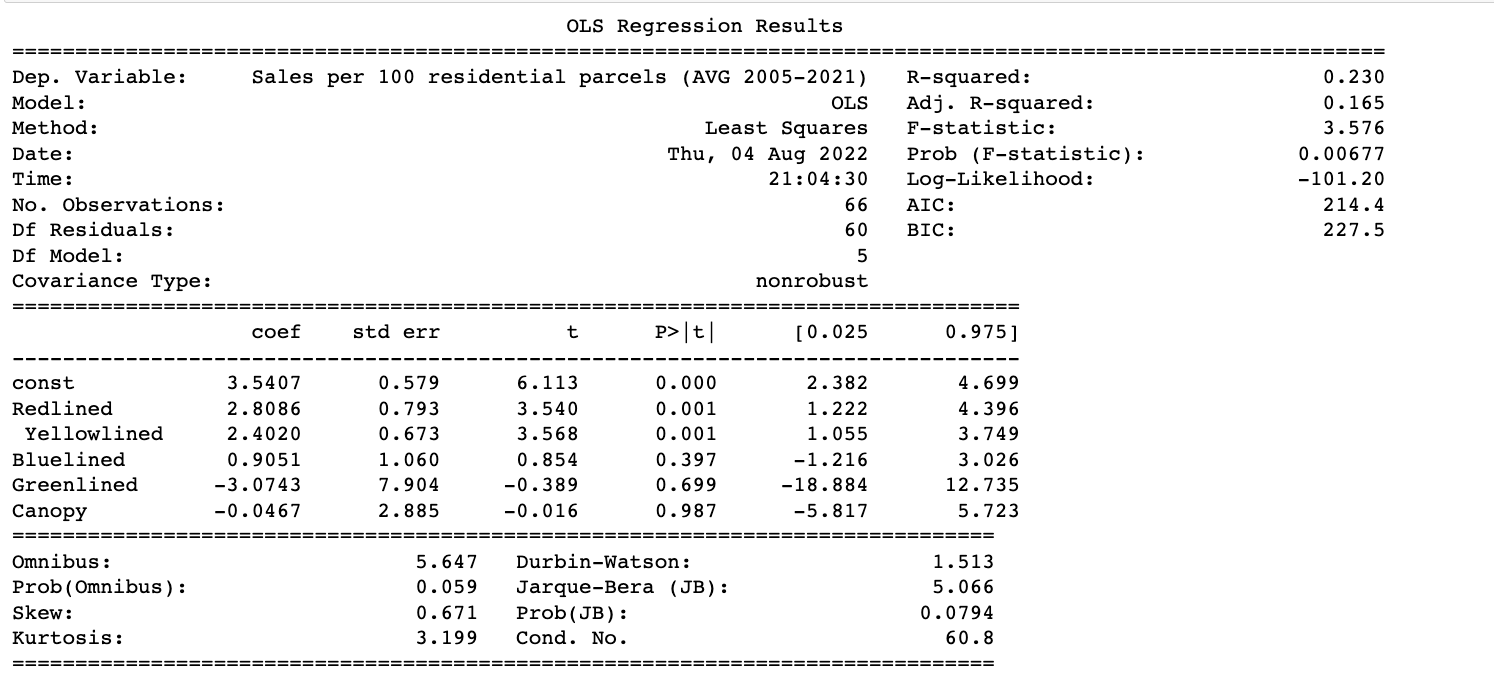 OLS Regression Results
==============================================================================================================
Dep. Variable:     Sales per 100 residential parcels (AVG 2005-2021)   R-squared:                       0.230
Model:                                                           OLS   Adj. R-squared:                  0.165
Method:                                                Least Squares   F-statistic:                     3.576
Date:                                               Thu, 04 Aug 2022   Prob (F-statistic):            0.00677
Time:                                                       21:04:30   Log-Likelihood:                -101.20
No. Observations:                                                 66   AIC:                             214.4
Df Residuals:                                                     60   BIC:                             227.5
Df Model:                                                          5
Covariance Type:                                           nonrobust
================================================================================
                   coef    std err          t      P>|t|      [0.025      0.975]
--------------------------------------------------------------------------------
const            3.5407      0.579      6.113      0.000       2.382       4.699
Redlined         2.8086      0.793      3.540      0.001       1.222       4.396
 Yellowlined     2.4020      0.673      3.568      0.001       1.055       3.749
Bluelined        0.9051      1.060      0.854      0.397      -1.216       3.026
Greenlined      -3.0743      7.904     -0.389      0.699     -18.884      12.735
Canopy          -0.0467      2.885     -0.016      0.987      -5.817       5.723
==============================================================================
Omnibus:                        5.647   Durbin-Watson:                   1.513
Prob(Omnibus):                  0.059   Jarque-Bera (JB):                5.066
Skew:                           0.671   Prob(JB):                       0.0794
Kurtosis:                       3.199   Cond. No.                         60.8
==============================================================================